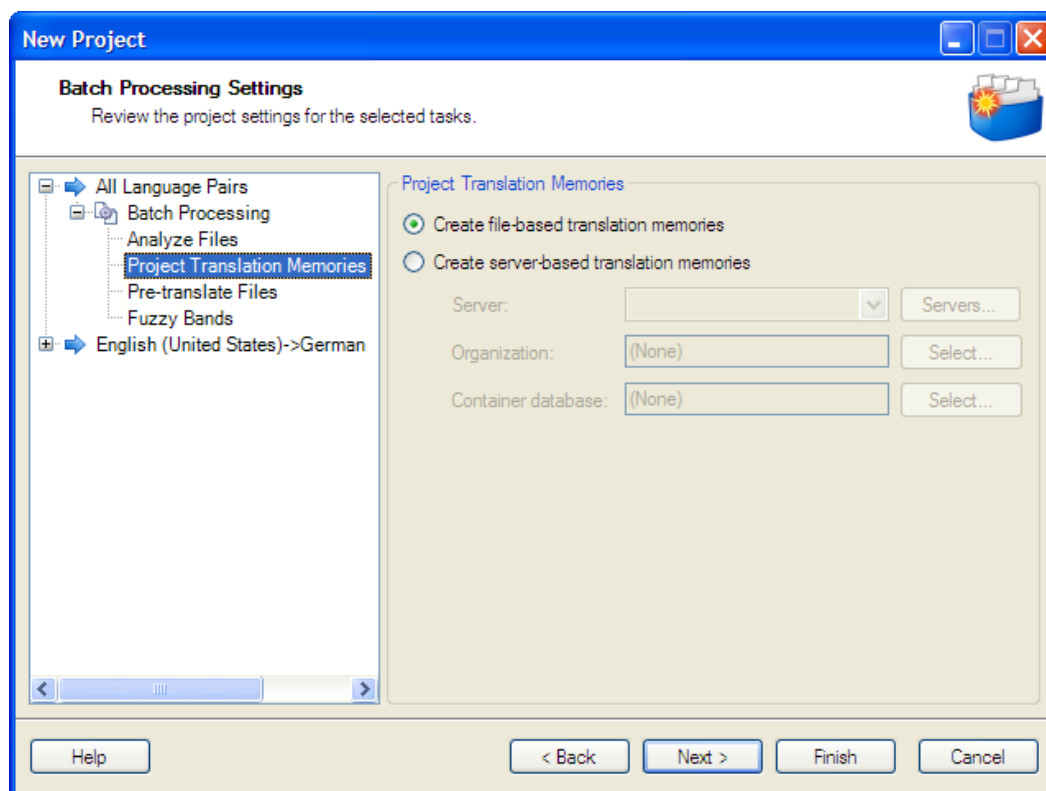 New Project
Batch Processing Settings
Review the project settings for the selected tasks.
All Language Pairs
Batch Processing
Analyze Files
Project Translation Memories
Pre-translate Files
Fuzzy Bands
English (United States)->German
Project Translation Memories
Create file-based translation memories
Create server-based translation memories
Server:
Servers...
Organization:
(None)
Select...
Container database:
(None)
Select...
Help
< Back
Next >
Finish
Cancel